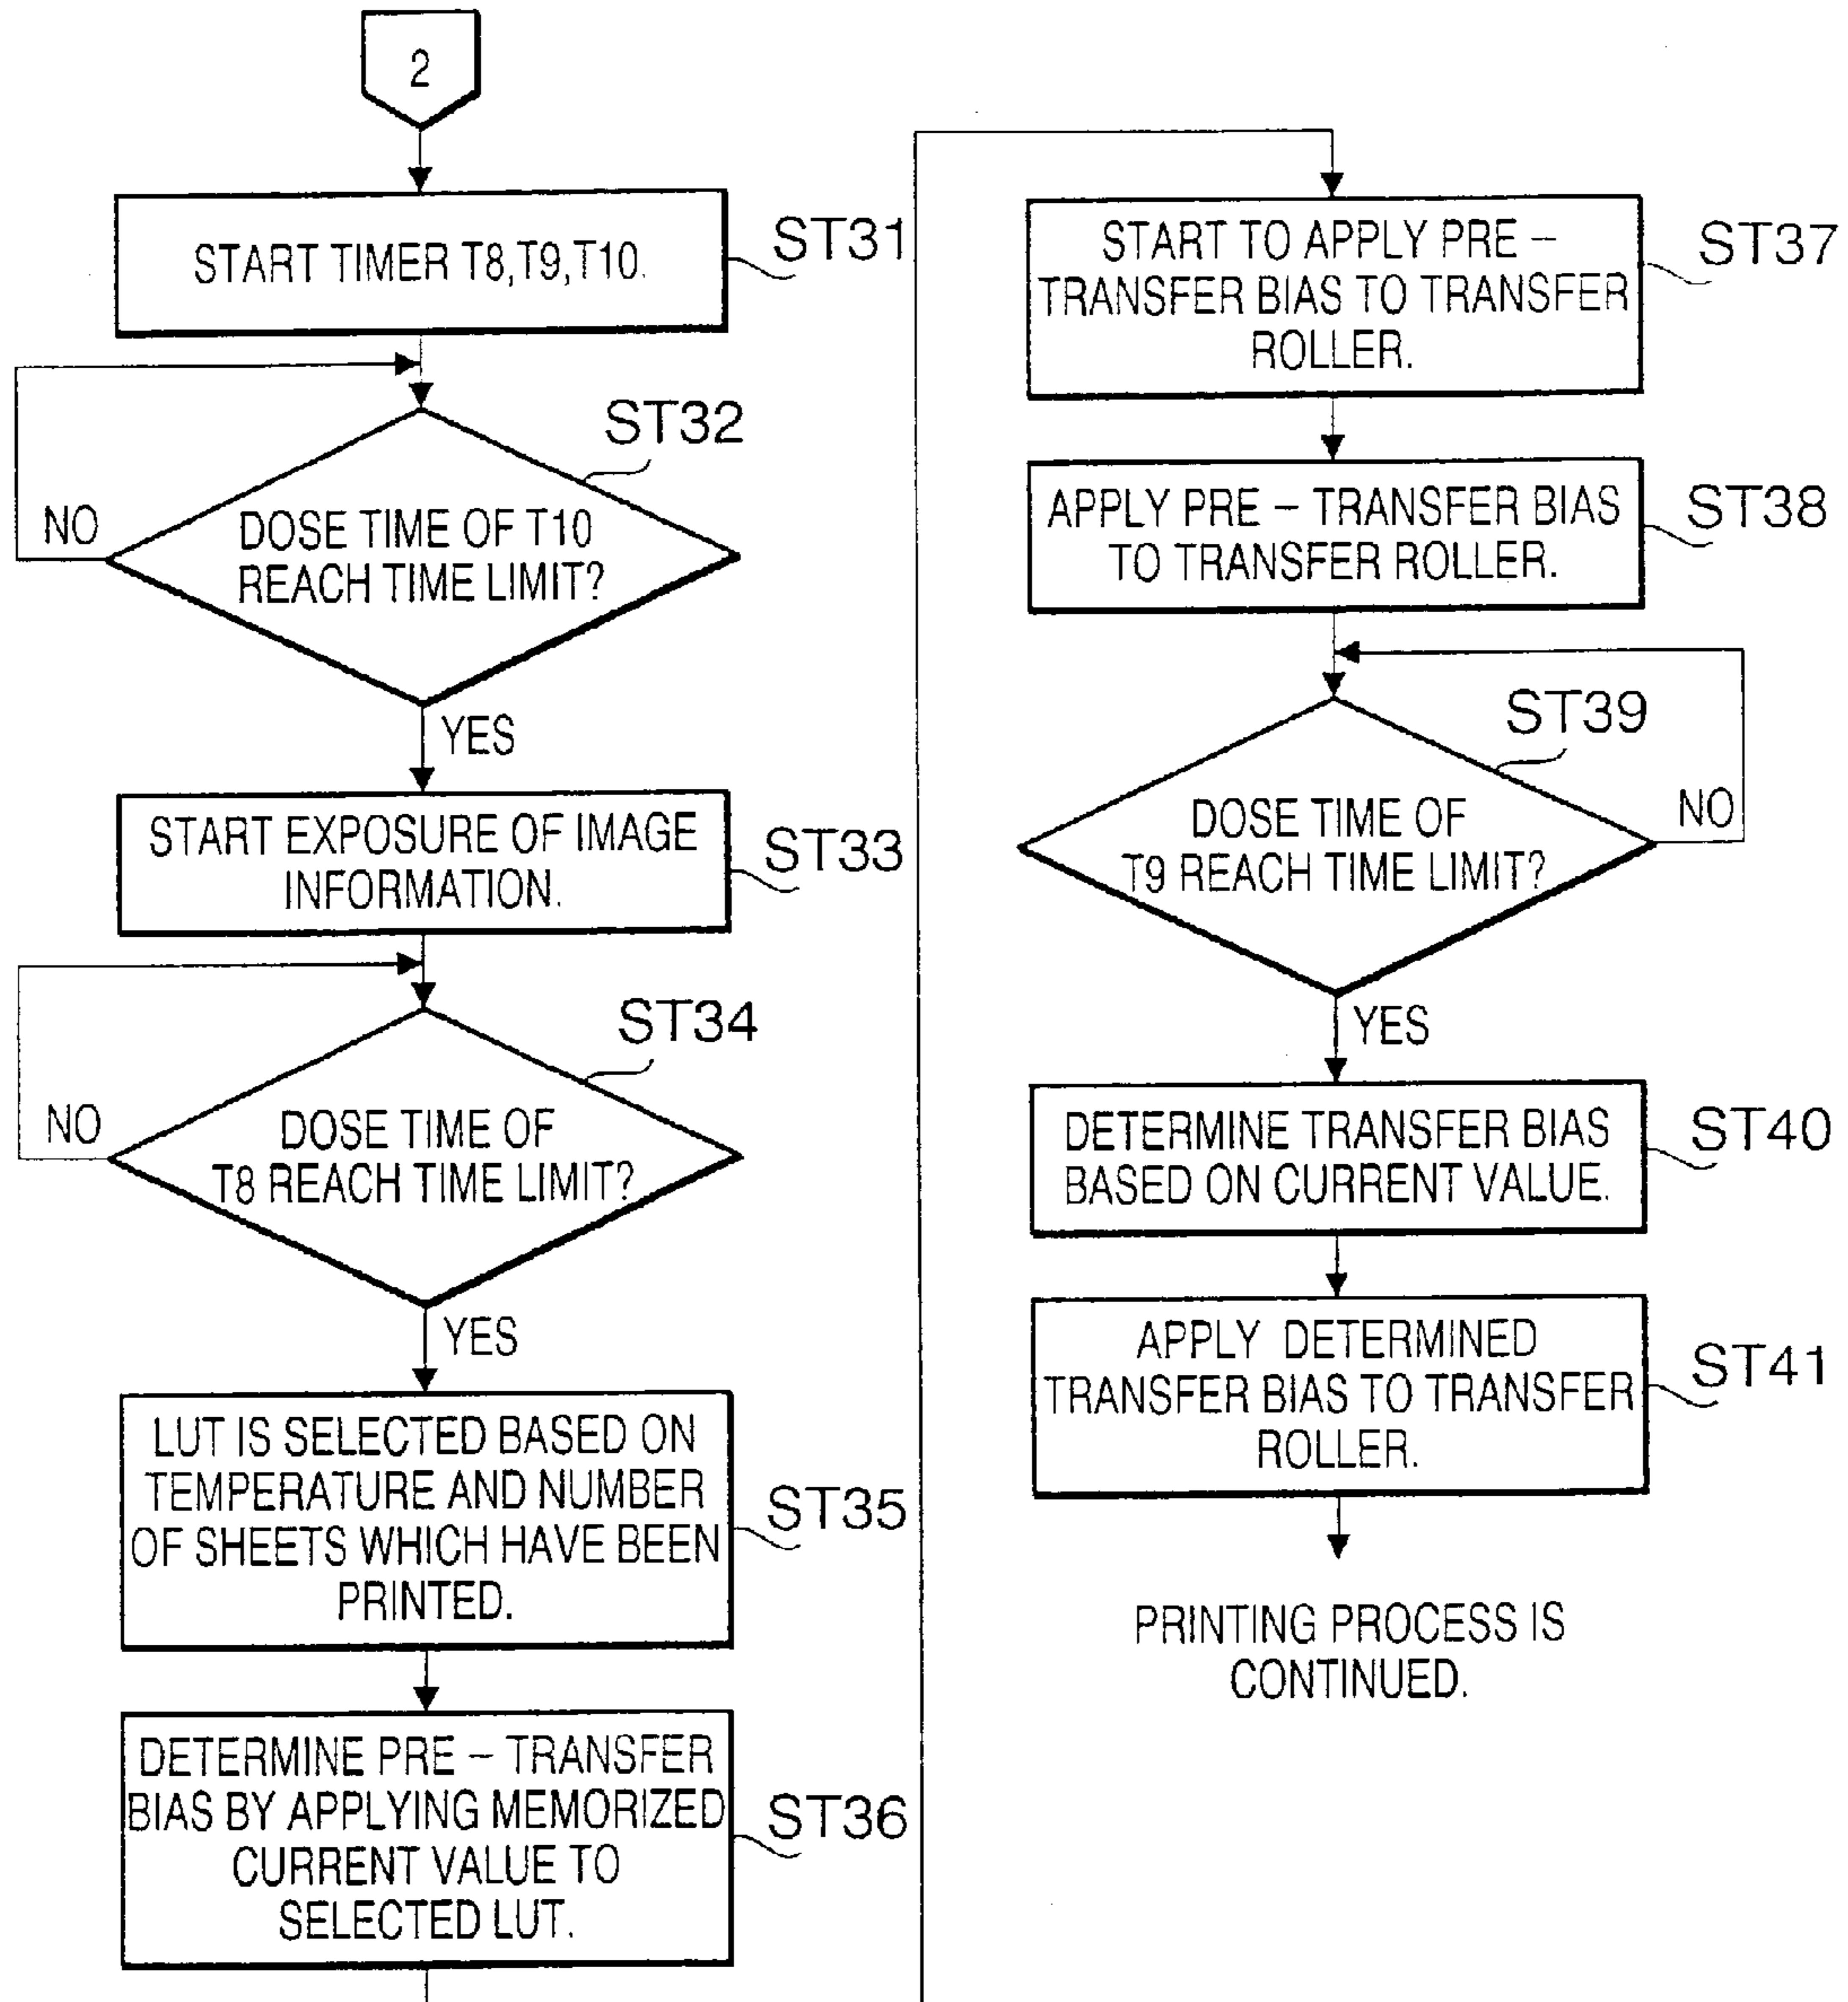 2
START TIMER T8,T9,T10.
ST31
ST32
NO
DOSE TIME OF T10
REACH TIME LIMIT?
YES
START EXPOSURE OF IMAGE
INFORMATION.
ST33
ST34
NO
DOSE TIME OF
T8 REACH TIME LIMIT?
YES
LUT IS SELECTED BASED ON
TEMPERATURE AND NUMBER
OF SHEETS WHICH HAVE BEEN
PRINTED.
ST35
DETERMINE PRE – TRANSFER
BIAS BY APPLYING MEMORIZED
CURRENT VALUE TO
SELECTED LUT.
ST36
START TO APPLY PRE –
TRANSFER BIAS TO TRANSFER
ROLLER.
ST37
APPLY PRE – TRANSFER BIAS
TO TRANSFER ROLLER.
ST38
ST39
NO
DOSE TIME OF
T9 REACH TIME LIMIT?
YES
DETERMINE TRANSFER BIAS
BASED ON CURRENT VALUE.
ST40
APPLY DETERMINED
TRANSFER BIAS TO TRANSFER
ROLLER.
ST41
PRINTING PROCESS IS
CONTINUED.